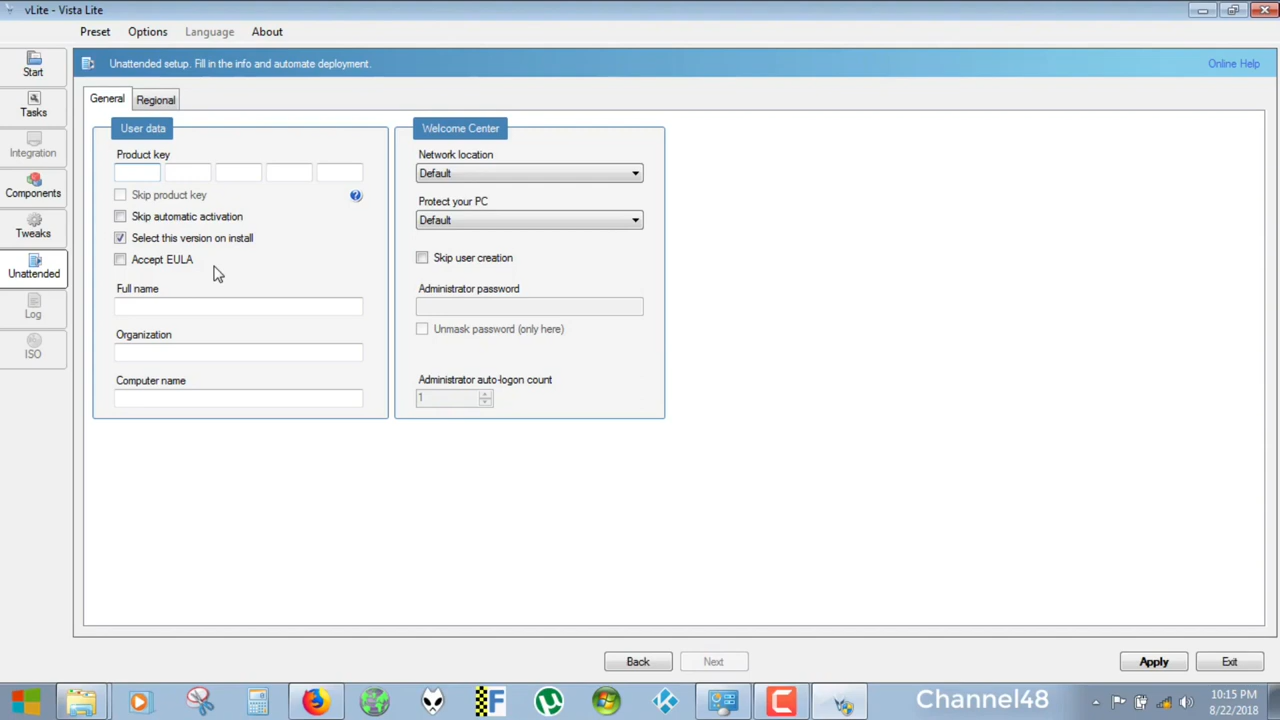 vLite - Vista Lite
Preset Options Language About
Start
Tasks
Integration
Components
Tweaks
Unattended
Log
ISO
Unattended setup. Fill in the info and automate deployment.
Online Help
General Regional
User data
Product key
Skip product key
Skip automatic activation
Select this version on install
Accept EULA
Full name
Organization
Computer name
Welcome Center
Network location
Default
Protect your PC
Default
Skip user creation
Administrator password
Unmask password (only here)
Administrator auto-logon count
1
Back Next Apply Exit
Channel48
10:15 PM
8/22/2018